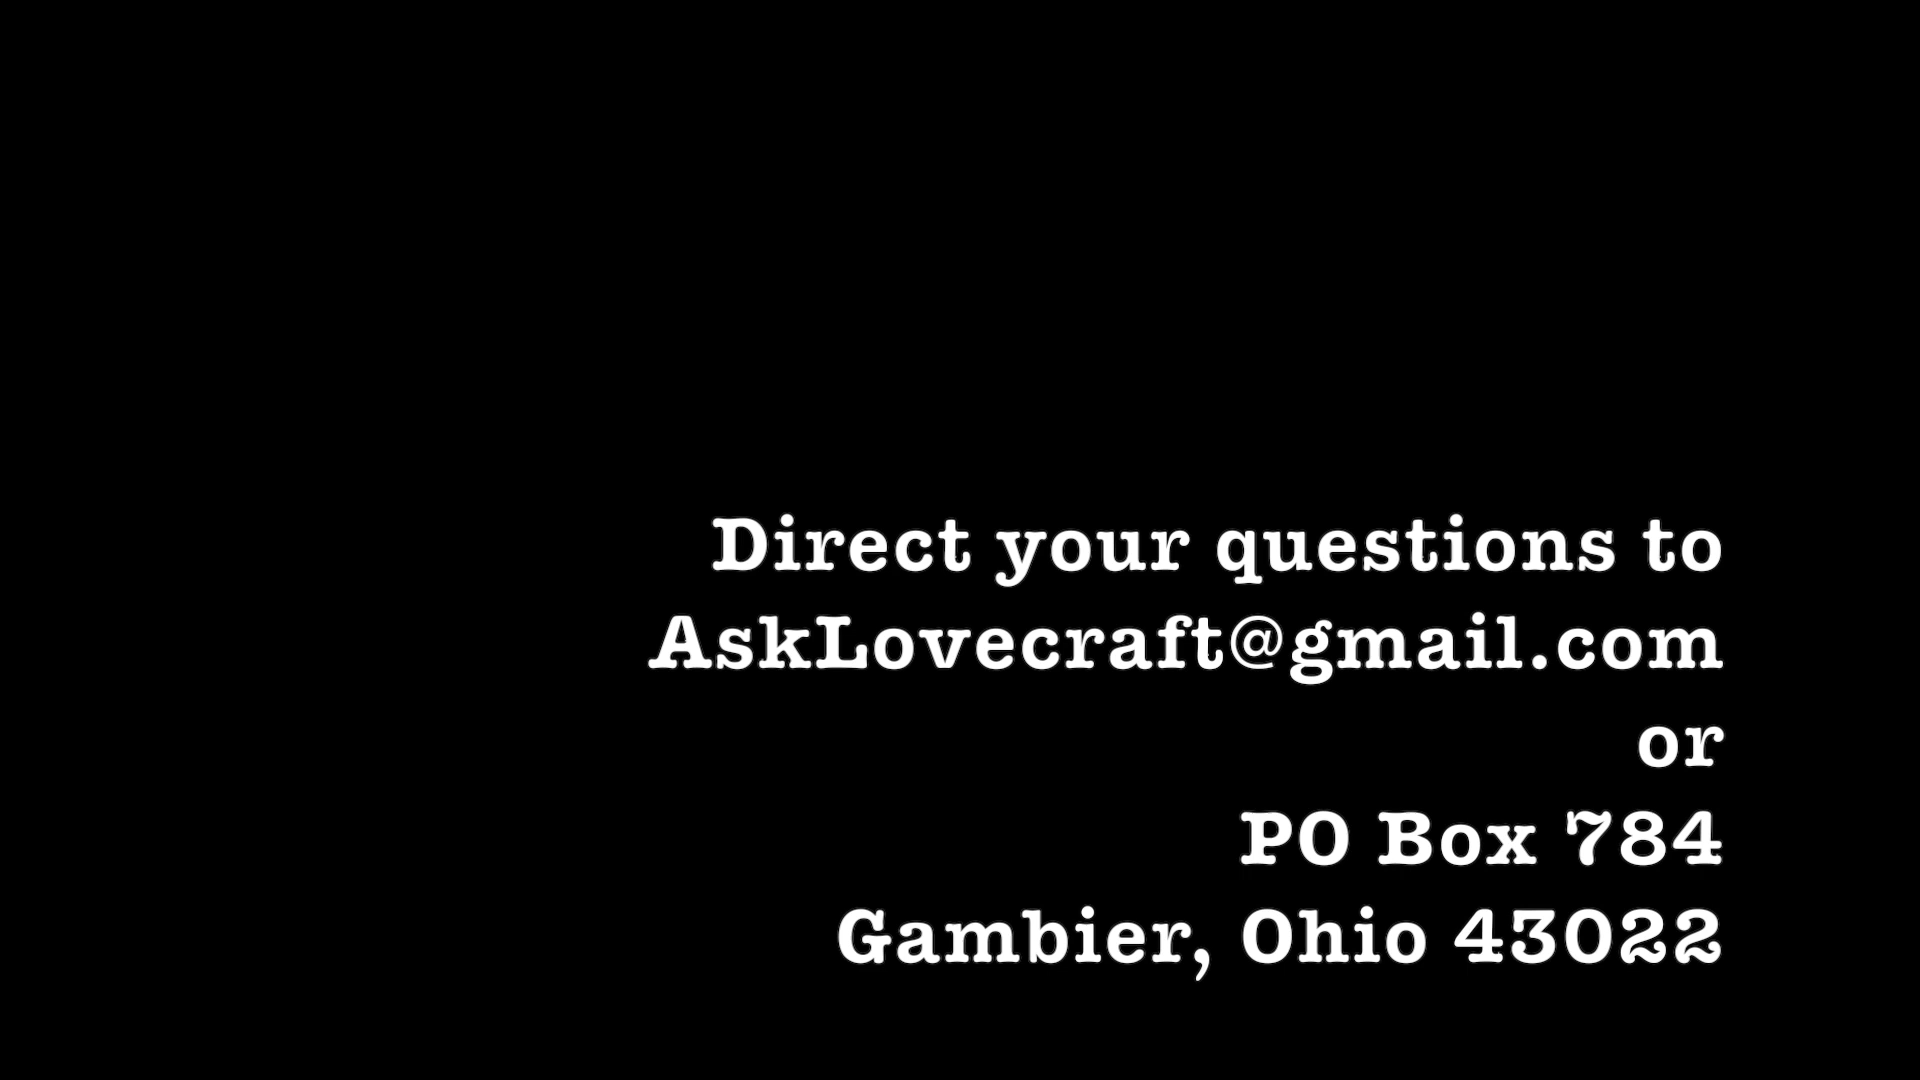 Direct your questions to
AskLovecraft@gmail.com
or
PO Box 784
Gambier, Ohio 43022